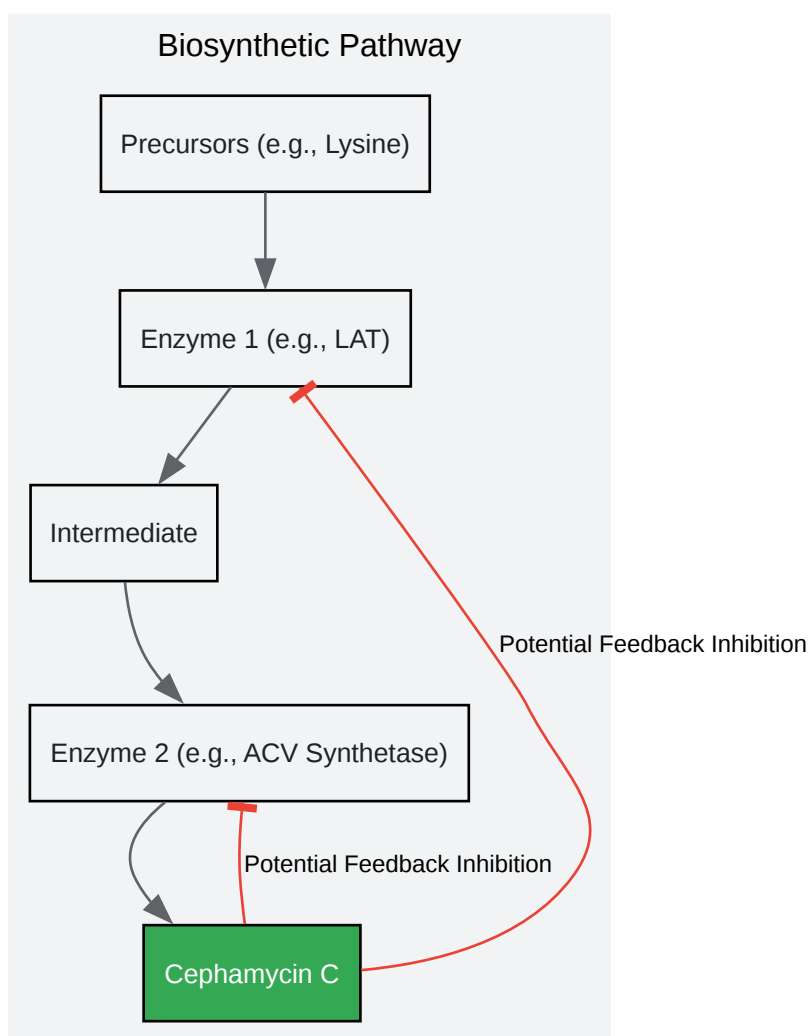 Biosynthetic Pathway
Precursors (e.g., Lysine)
Enzyme 1 (e.g., LAT)
Intermediate
Potential Feedback Inhibition
Enzyme 2 (e.g., ACV Synthetase)
Potential Feedback Inhibition
Cephamycin C